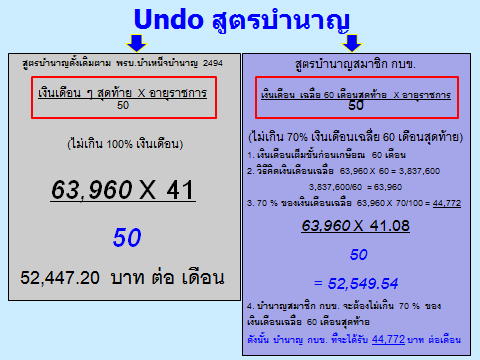 Undo สูตรบำนาญ
สูตรบำนาญดั้งเดิมตาม พรบ.บำเหน็จบำนาญ 2494
เงินเดือน ๆ สุดท้าย X อายุราชการ
50
(ไม่เกิน 100% เงินเดือน)
63,960 X 41
50
52,447.20 บาท ต่อ เดือน
สูตรบำนาญสมาชิก กบข.
เงินเดือน เฉลี่ย 60 เดือนสุดท้าย X อายุราชการ
50
(ไม่เกิน 70% เงินเดือนเฉลี่ย 60 เดือนสุดท้าย)
1. เงินเดือนเต็มขั้นก่อนเกษียณ 60 เดือน
2. วิธีคิดเงินเดือนเฉลี่ย 63,960 X 60 = 3,837,600
3,837,600/60 = 63,960
3. 70 % ของเงินเดือนเฉลี่ย 63,960 X 70/100 = 44,772
63,960 X 41.08
50
= 52,549.54
4. บำนาญสมาชิก กบข. จะต้องไม่เกิน 70 % ของ
เงินเดือนเฉลี่ย 60 เดือนสุดท้าย
ดังนั้น บำนาญ กบข. ที่จะได้รับ 44,772 บาท ต่อเดือน